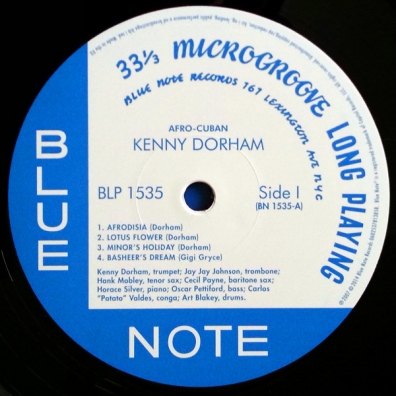 33 1/3 MICROGROOVE LONG PLAYING
BLUE NOTE RECORDS 767 LEXINGTON AVE NYC
AFRO-CUBAN
KENNY DORHAM
BLP 1535
Side I
(BN 1535-A)
1. AFRODISIA (Dorham)
2. LOTUS FLOWER (Dorham)
3. MINOR'S HOLIDAY (Dorham)
4. BASHEER'S DREAM (Gigi Gryce)
Kenny Dorham, trumpet; Jay Jay Johnson, trombone;
Hank Mobley, tenor sax; Cecil Payne, baritone sax;
Horace Silver, piano; Oscar Pettiford, bass; Carlos
"Potato" Valdes, conga; Art Blakey, drums.
BLUE
NOTE